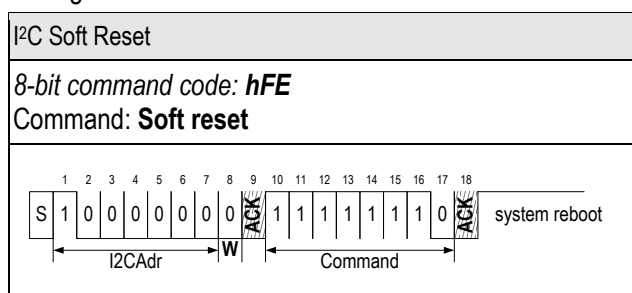 I²C Soft Reset
8-bit command code: hFE
Command: Soft reset
1 2 3 4 5 6 7 8 9 10 11 12 13 14 15 16 17 18
S 1 0 0 0 0 0 0 0 ACK 1 1 1 1 1 1 1 0 ACK system reboot
I2CAdr W Command